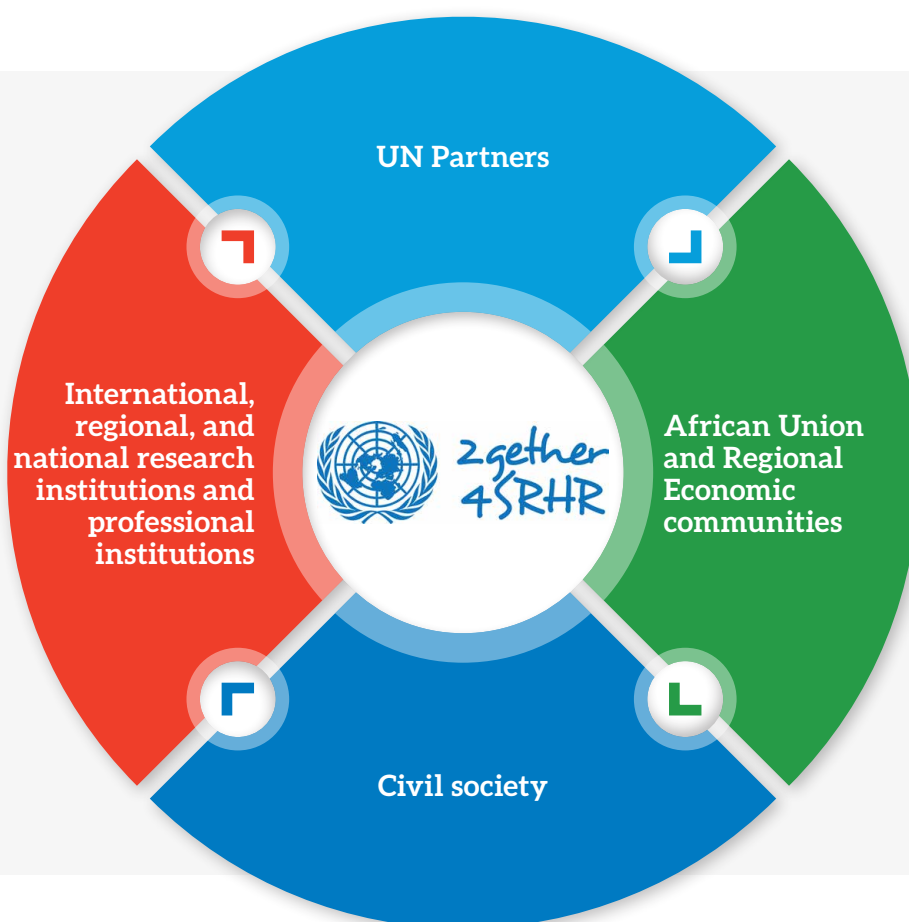 UN Partners
International,
regional, and
national research
institutions and
professional
institutions
2gether
4SRHR
African Union
and Regional
Economic
communities
Civil society